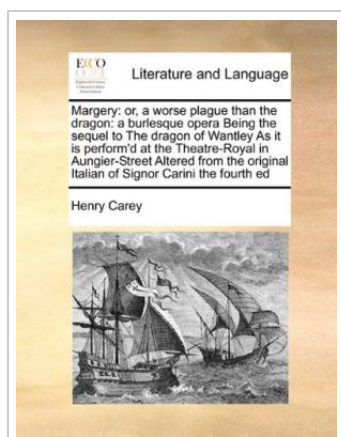 ECCO
Literature and Language
Margery: or, a worse plague than the
dragon: a burlesque opera Being the
sequel to The dragon of Wantley As it
is perform'd at the Theatre-Royal in
Aungier-Street Altered from the original
Italian of Signor Carini the fourth ed
Henry Carey